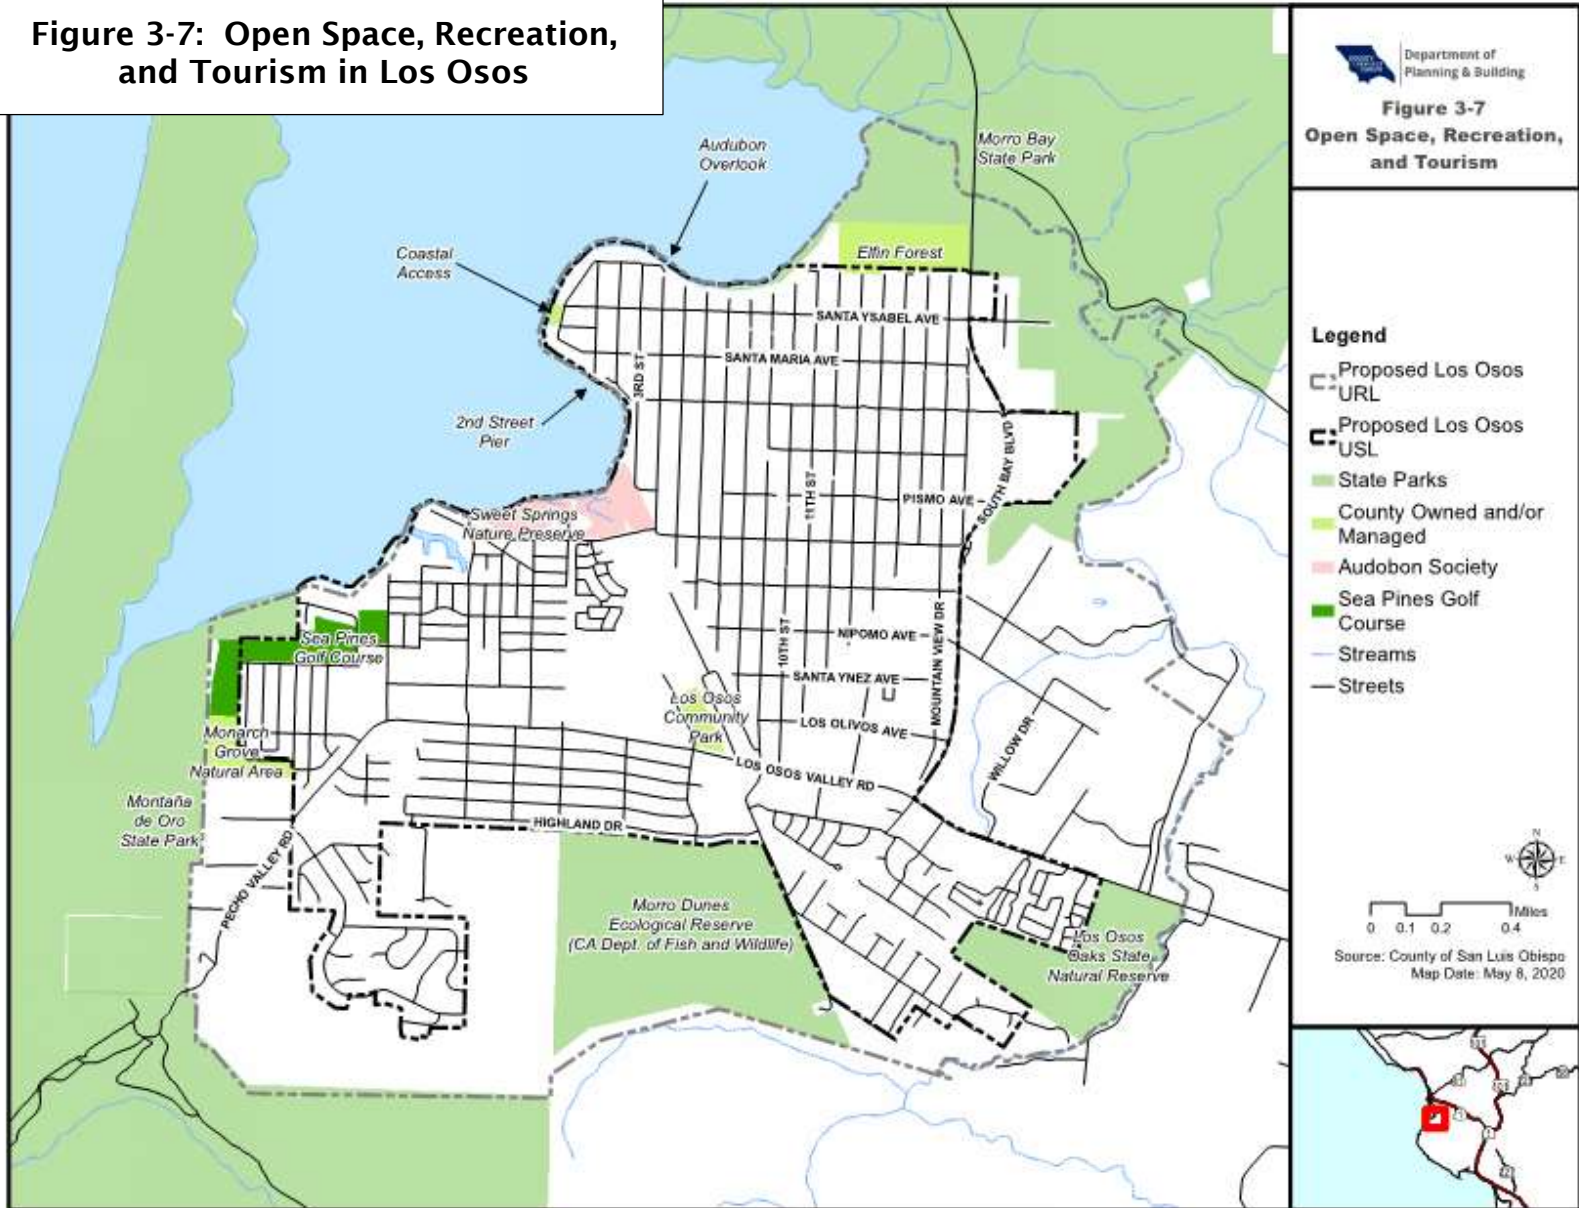 Figure 3-7: Open Space, Recreation,
and Tourism in Los Osos
Department of
Planning & Building
Figure 3-7
Open Space, Recreation,
and Tourism
Audubon
Overlook
Morro Bay
State Park
Coastal
Access
Elfin Forest
SANTA YSABEL AVE
SANTA MARIA AVE
3RD ST
2nd Street
Pier
SOUTH BAY BLVD
11TH ST
PISMO AVE
Sweet Springs
Nature Preserve
Sea Pines
Golf Course
10TH ST
NIPOMO AVE
MOUNTAIN VIEW DR
SANTA YNEZ AVE
Los Osos
Community
Park
LOS OLIVOS AVE
Monarch
Grove
Natural Area
WILLOW DR
LOS OSOS VALLEY RD
Montaña
de Oro
State Park
HIGHLAND DR
PECHO VALLEY RD
Morro Dunes
Ecological Reserve
(CA Dept. of Fish and Wildlife)
Los Osos
Oaks State
Natural Reserve
Legend
Proposed Los Osos
URL
Proposed Los Osos
USL
State Parks
County Owned and/or
Managed
Audobon Society
Sea Pines Golf
Course
Streams
Streets
N
W E
S
Miles
0 0.1 0.2 0.4
Source: County of San Luis Obispo
Map Date: May 8, 2020
101
1